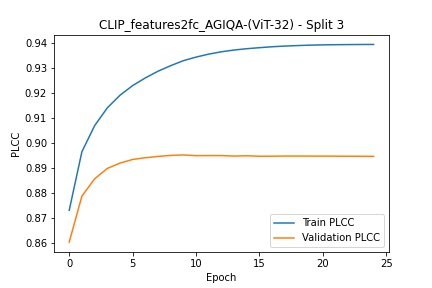 CLIP_features2fc_AGIQA-(ViT-32) - Split 3
0.94
0.93
0.92
0.91
0.90
0.89
0.88
0.87
0.86
PLCC
Train PLCC
Validation PLCC
0 5 10 15 20 25
Epoch